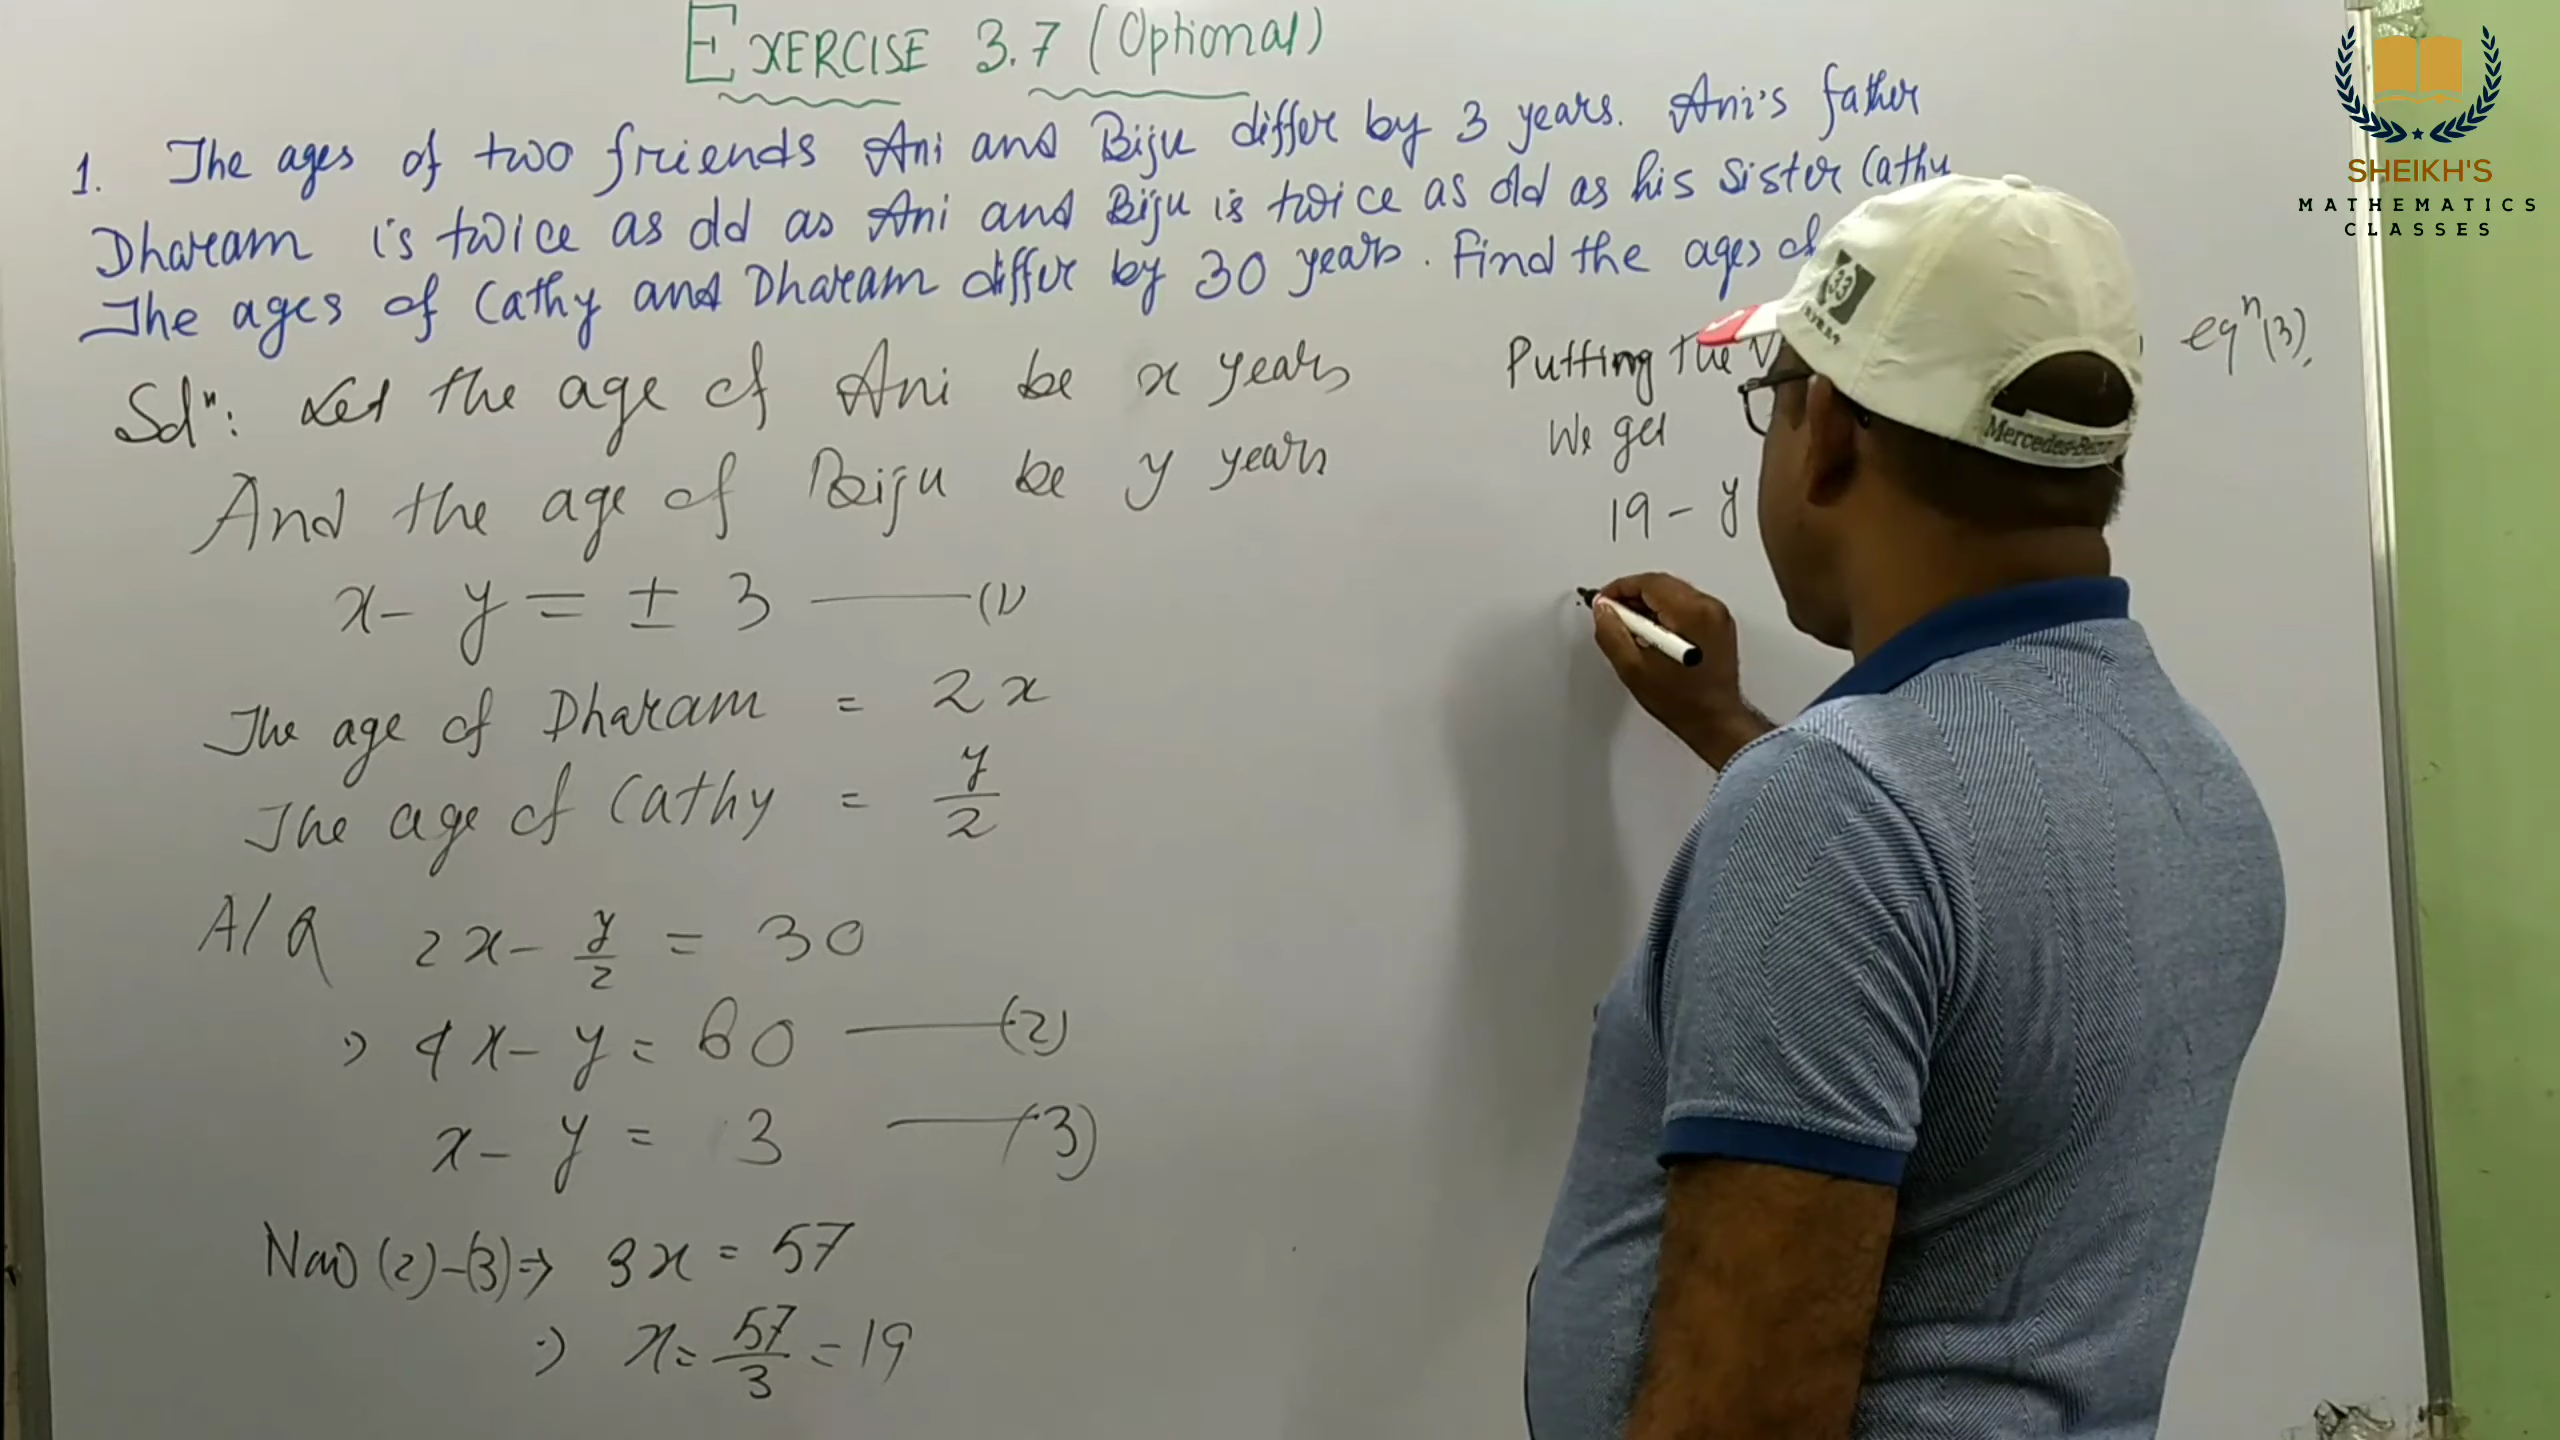 EXERCISE 3.7 (Optional)
1. The ages of two friends Ani and Biju differ by 3 years. Ani's father
Dharam is twice as old as Ani and Biju is twice as old as his sister Cathy
The ages of Cathy and Dharam differ by 30 years. Find the ages of
Solⁿ: Let the age of Ani be x years
And the age of Biju be y years
x - y = ± 3 —— (1)
The age of Dharam = 2x
The age of Cathy = y/2
A/Q 2x - y/2 = 30
⇒ 4x - y = 60 —— (2)
x - y = 3 —— (3)
Now (2)-(3) ⇒ 3x = 57
⇒ x = 57/3 = 19
Putting the eqⁿ(3),
We get
19 - y
SHEIKH'S
MATHEMATICS
CLASSES
33
Mercedes-Benz